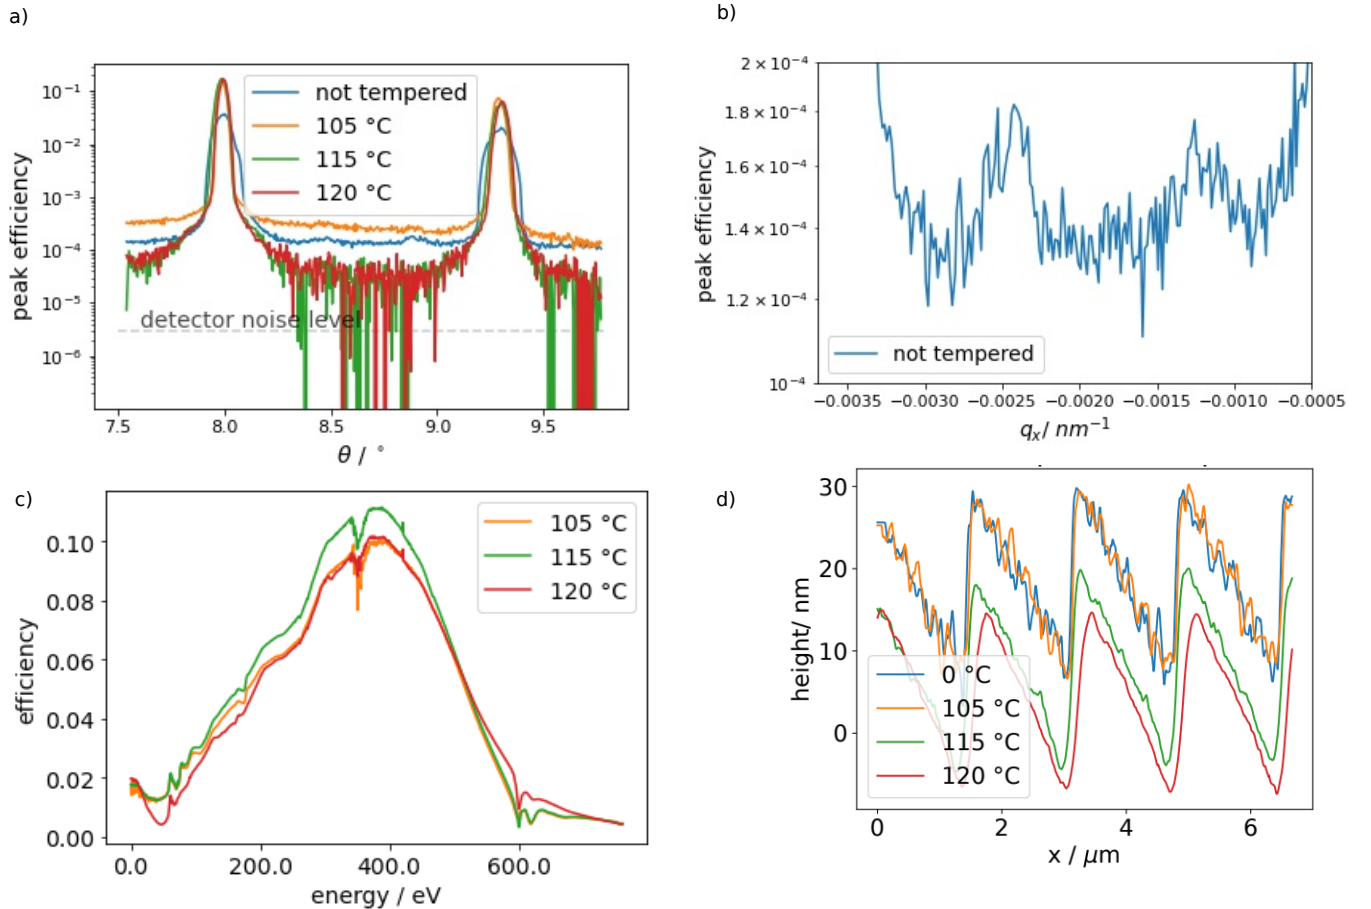 a)
10⁻¹
10⁻²
10⁻³
10⁻⁴
10⁻⁵
10⁻⁶
peak efficiency
not tempered
105 °C
115 °C
120 °C
detector noise level
7.5 8.0 8.5 9.0 9.5
θ / °
b)
2 × 10⁻⁴
1.8 × 10⁻⁴
1.6 × 10⁻⁴
1.4 × 10⁻⁴
1.2 × 10⁻⁴
10⁻⁴
peak efficiency
not tempered
−0.0035 −0.0030 −0.0025 −0.0020 −0.0015 −0.0010 −0.0005
qₓ/ nm⁻¹
c)
0.10
0.08
0.06
0.04
0.02
0.00
efficiency
105 °C
115 °C
120 °C
0.0 200.0 400.0 600.0
energy / eV
d)
30
20
10
0
height/ nm
0 °C
105 °C
115 °C
120 °C
0 2 4 6
x / μm